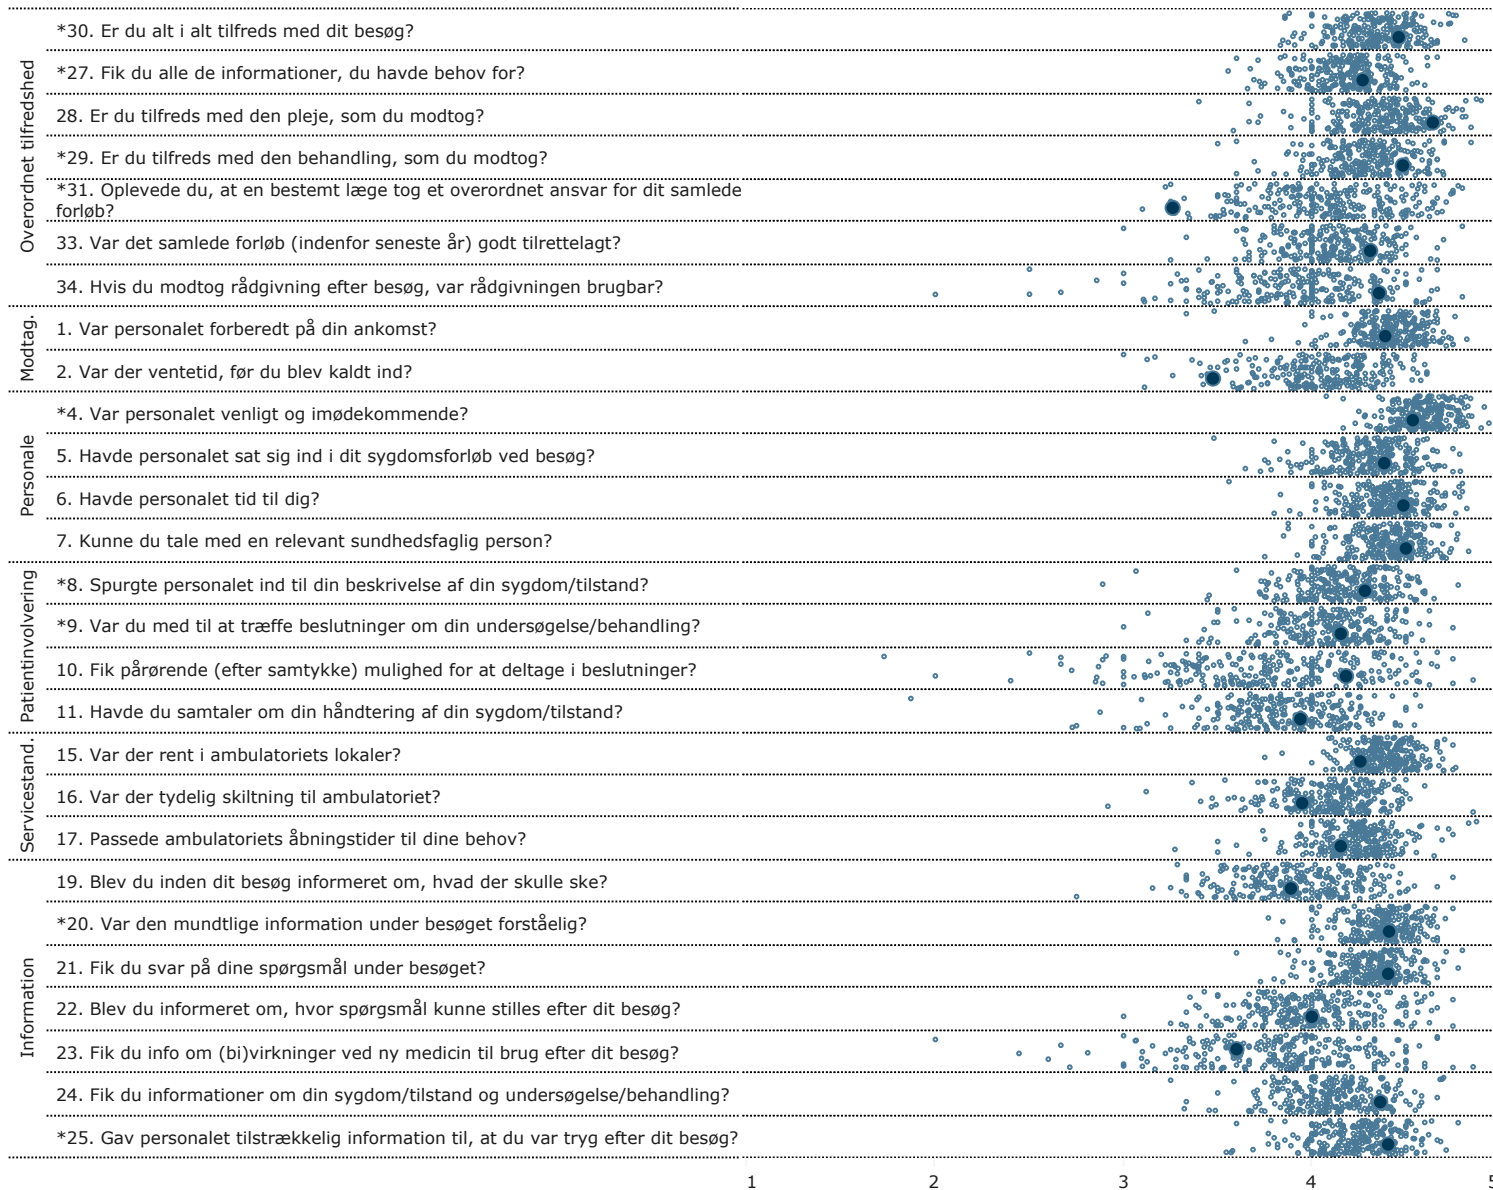 Overordnet tilfredshed
*30. Er du alt i alt tilfreds med dit besøg?
*27. Fik du alle de informationer, du havde behov for?
28. Er du tilfreds med den pleje, som du modtog?
*29. Er du tilfreds med den behandling, som du modtog?
*31. Oplevede du, at en bestemt læge tog et overordnet ansvar for dit samlede
forløb?
33. Var det samlede forløb (indenfor seneste år) godt tilrettelagt?
34. Hvis du modtog rådgivning efter besøg, var rådgivningen brugbar?
Modtag.
1. Var personalet forberedt på din ankomst?
2. Var der ventetid, før du blev kaldt ind?
Personale
*4. Var personalet venligt og imødekommende?
5. Havde personalet sat sig ind i dit sygdomsforløb ved besøg?
6. Havde personalet tid til dig?
7. Kunne du tale med en relevant sundhedsfaglig person?
Patientinvolvering
*8. Spurgte personalet ind til din beskrivelse af din sygdom/tilstand?
*9. Var du med til at træffe beslutninger om din undersøgelse/behandling?
10. Fik pårørende (efter samtykke) mulighed for at deltage i beslutninger?
11. Havde du samtaler om din håndtering af din sygdom/tilstand?
Servicestand.
15. Var der rent i ambulatoriets lokaler?
16. Var der tydelig skiltning til ambulatoriet?
17. Passede ambulatoriets åbningstider til dine behov?
Information
19. Blev du inden dit besøg informeret om, hvad der skulle ske?
*20. Var den mundtlige information under besøget forståelig?
21. Fik du svar på dine spørgsmål under besøget?
22. Blev du informeret om, hvor spørgsmål kunne stilles efter dit besøg?
23. Fik du info om (bi)virkninger ved ny medicin til brug efter dit besøg?
24. Fik du informationer om din sygdom/tilstand og undersøgelse/behandling?
*25. Gav personalet tilstrækkelig information til, at du var tryg efter dit besøg?
1 2 3 4 5